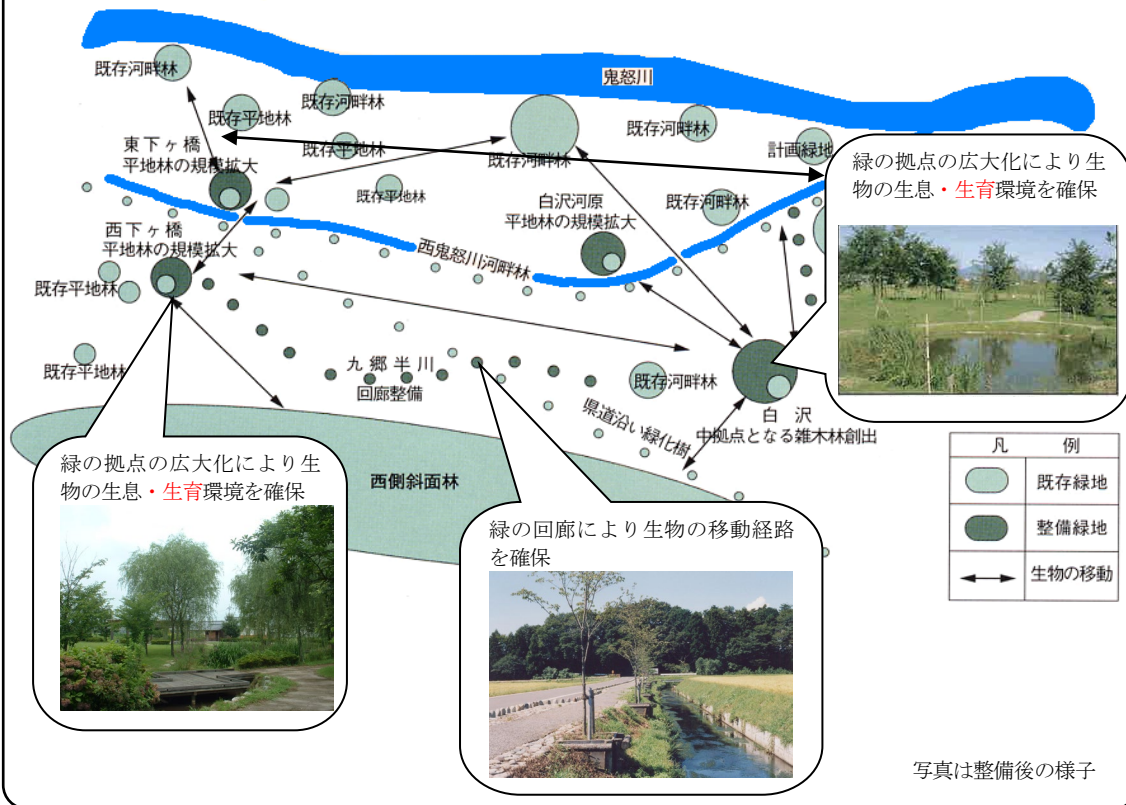 鬼怒川
既存河畔林
既存河畔林
既存平地林
既存河畔林
計画緑地
東下ヶ橋
平地林の規模拡大
既存平地林
既存河畔林
緑の拠点の広大化により生
物の生息・生育環境を確保
既存平地林
白沢河原
平地林の規模拡大
既存河畔林
西下ヶ橋
平地林の規模拡大
西鬼怒川河畔林
既存平地林
既存平地林
九郷半川
回廊整備
既存河畔林
県道沿い緑化樹
白沢
中拠点となる雑木林創出
緑の拠点の広大化により生
物の生息・生育環境を確保
西側斜面林
緑の回廊により生物の移動経路
を確保
凡例
既存緑地
整備緑地
生物の移動
写真は整備後の様子